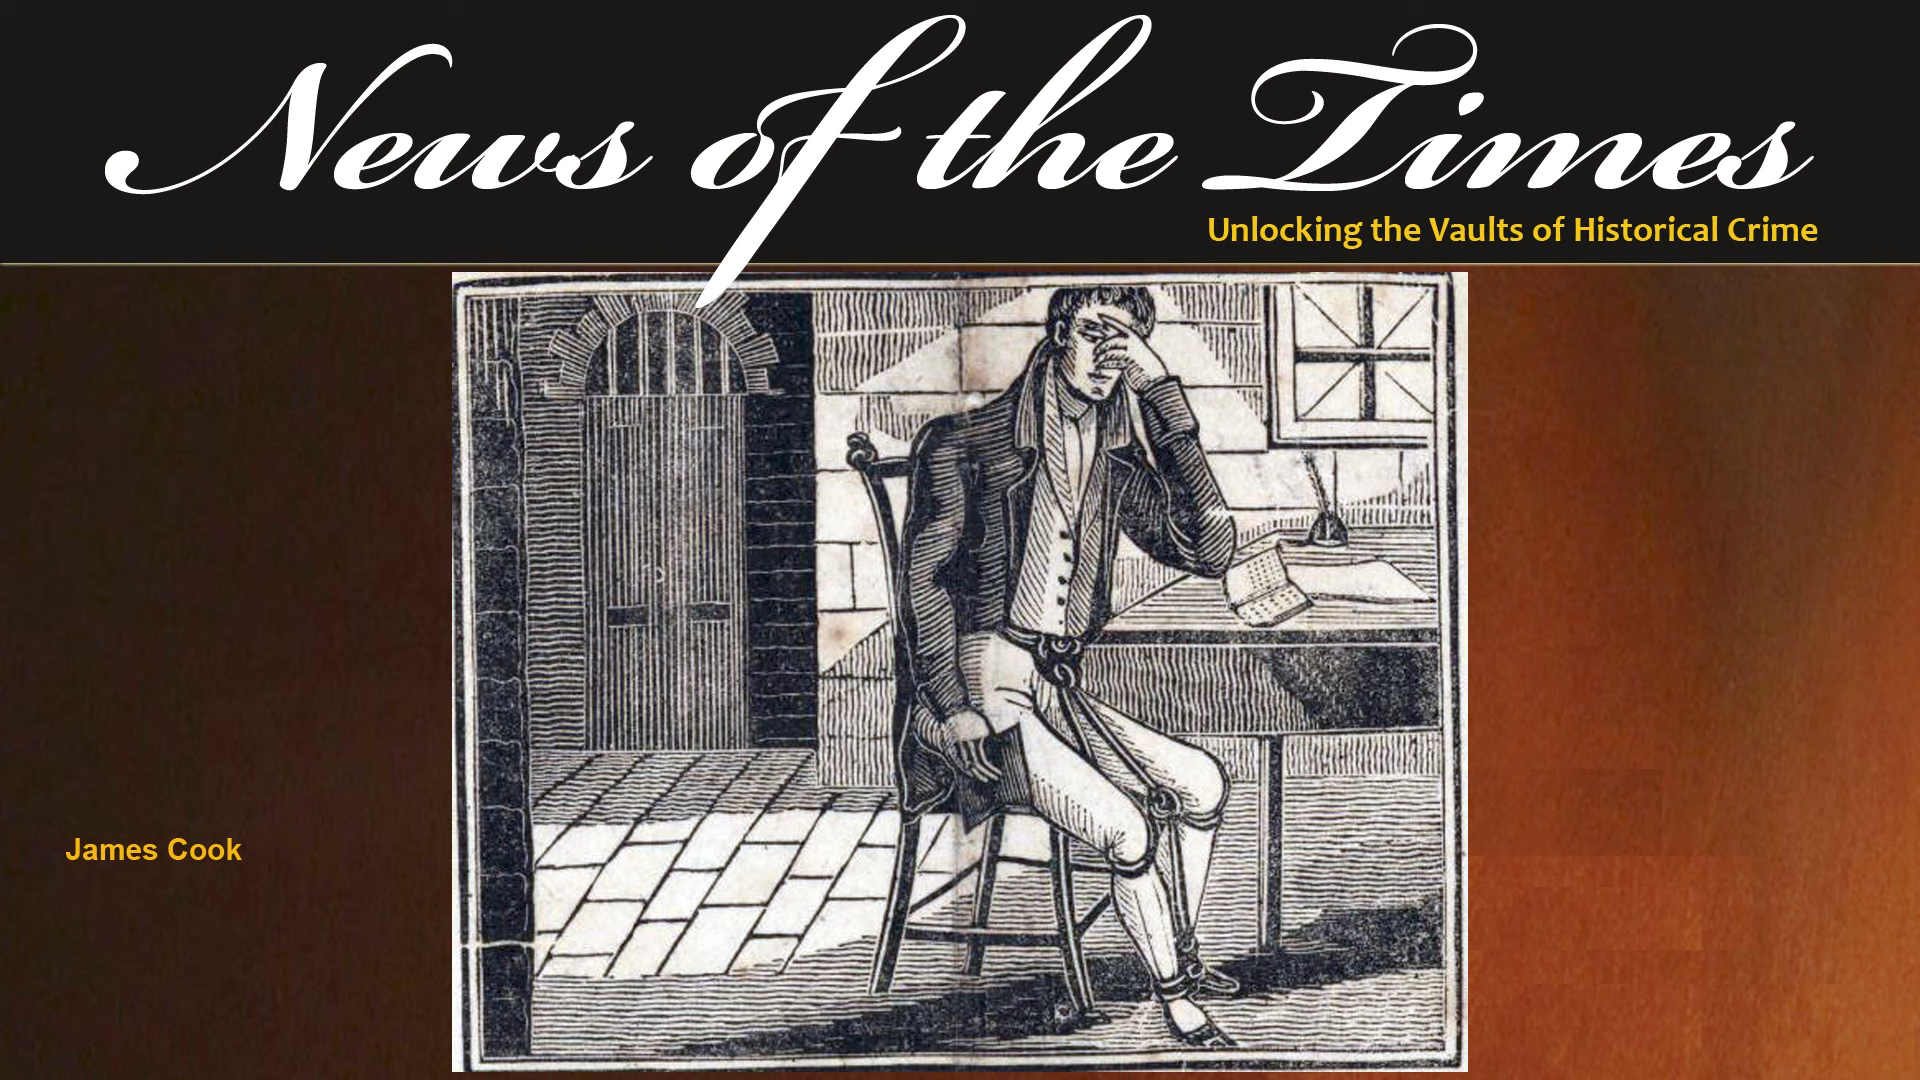 News of the Times
Unlocking the Vaults of Historical Crime
James Cook